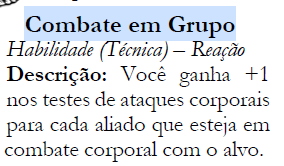 Combate em Grupo
Habilidade (Técnica) – Reação
Descrição: Você ganha +1
nos testes de ataques corporais
para cada aliado que esteja em
combate corporal com o alvo.